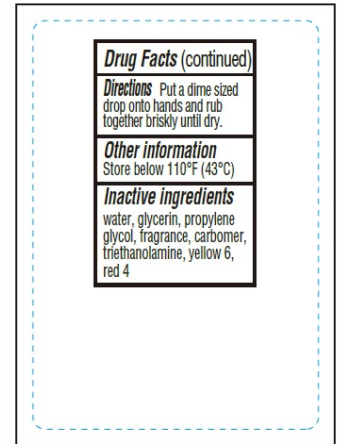 Drug Facts (continued)
Directions Put a dime sized
drop onto hands and rub
together briskly until dry.
Other information
Store below 110°F (43°C)
Inactive ingredients
water, glycerin, propylene
glycol, fragrance, carbomer,
triethanolamine, yellow 6,
red 4